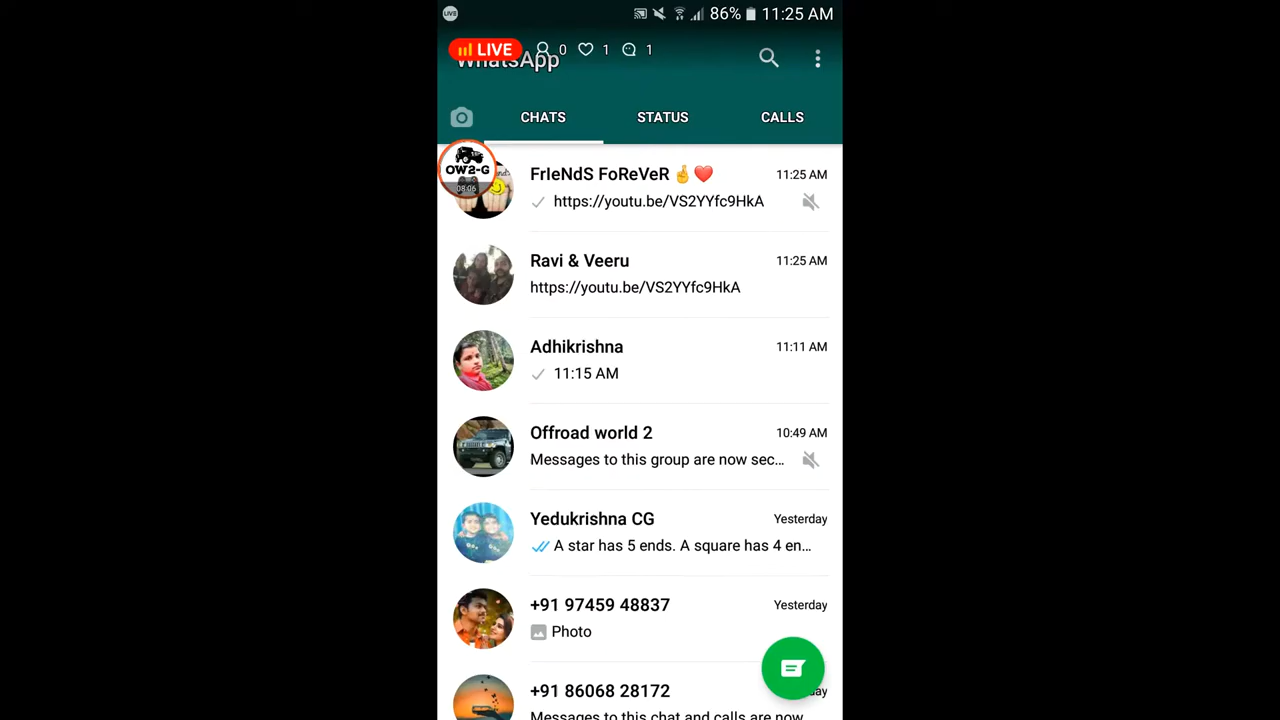 LIVE
86% 11:25 AM
LIVE 0 1 1
WhatsApp
CHATS STATUS CALLS
OW2-G
08:06
FrIeNdS FoReVeR 🤞❤️ 11:25 AM
https://youtu.be/VS2YYfc9HkA
Ravi & Veeru 11:25 AM
https://youtu.be/VS2YYfc9HkA
Adhikrishna 11:11 AM
11:15 AM
Offroad world 2 10:49 AM
Messages to this group are now sec...
Yedukrishna CG Yesterday
A star has 5 ends. A square has 4 en...
+91 97459 48837 Yesterday
Photo
+91 86068 28172 day
Messages to this chat and calls are now